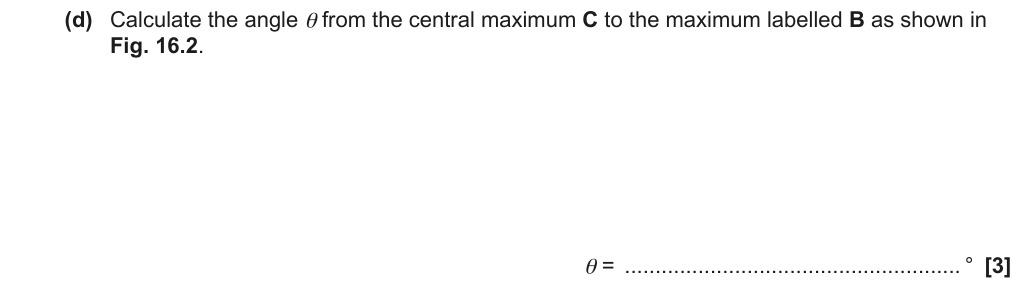 (d) Calculate the angle θ from the central maximum C to the maximum labelled B as shown in
Fig. 16.2.
θ = ...................................................... ° [3]